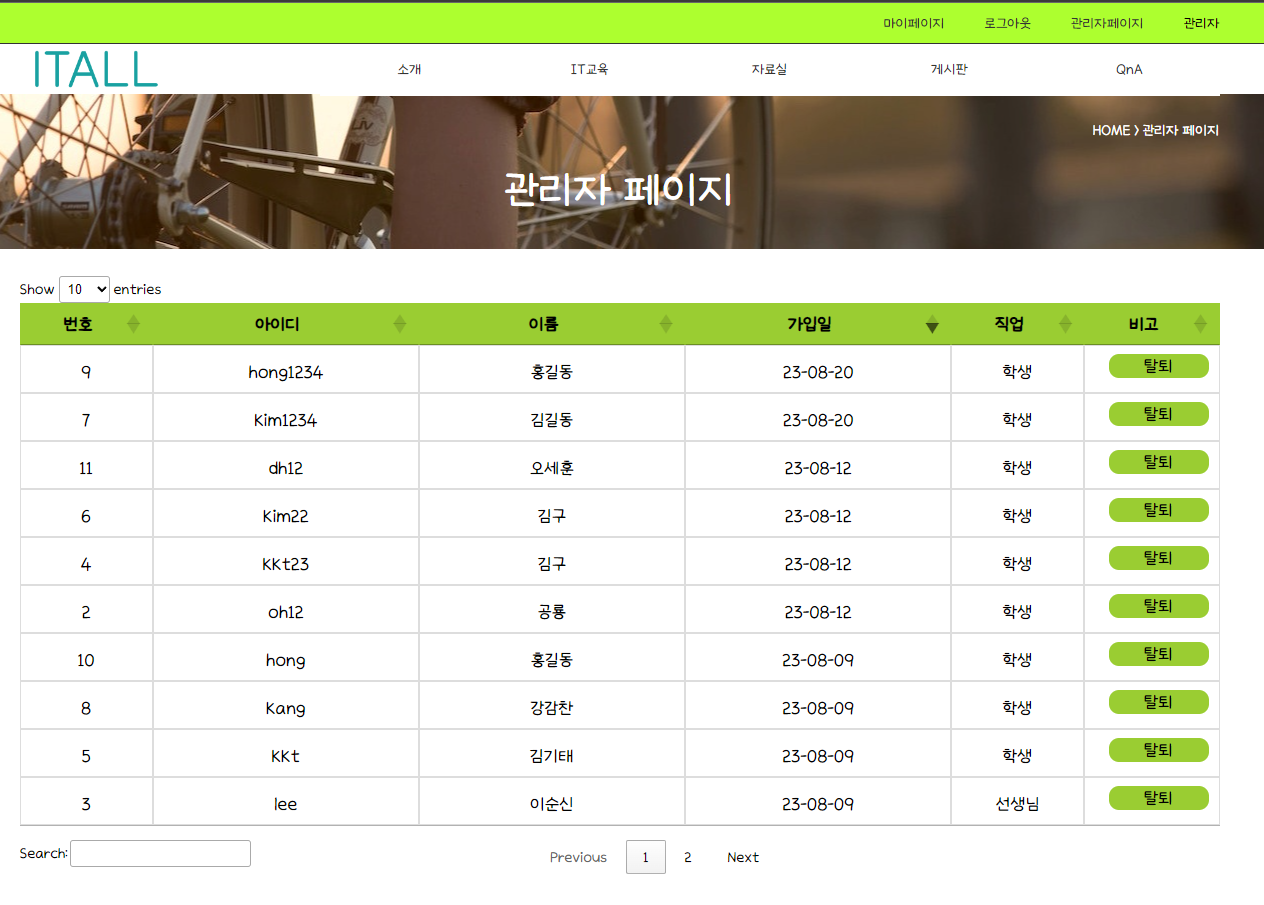 마이페이지 로그아웃 관리자페이지 관리자
ITALL 소개 IT교육 자료실 게시판 QnA
Liv
HOME > 관리자 페이지
관리자 페이지
Show 10 entries
번호 아이디 이름 가입일 직업 비고
9 hong1234 홍길동 23-08-20 학생 탈퇴
7 Kim1234 김길동 23-08-20 학생 탈퇴
11 dh12 오세훈 23-08-12 학생 탈퇴
6 Kim22 김구 23-08-12 학생 탈퇴
4 KKt23 김구 23-08-12 학생 탈퇴
2 oh12 공룡 23-08-12 학생 탈퇴
10 hong 홍길동 23-08-09 학생 탈퇴
8 Kang 강감찬 23-08-09 학생 탈퇴
5 KKt 김기태 23-08-09 학생 탈퇴
3 lee 이순신 23-08-09 선생님 탈퇴
Search: Previous 1 2 Next